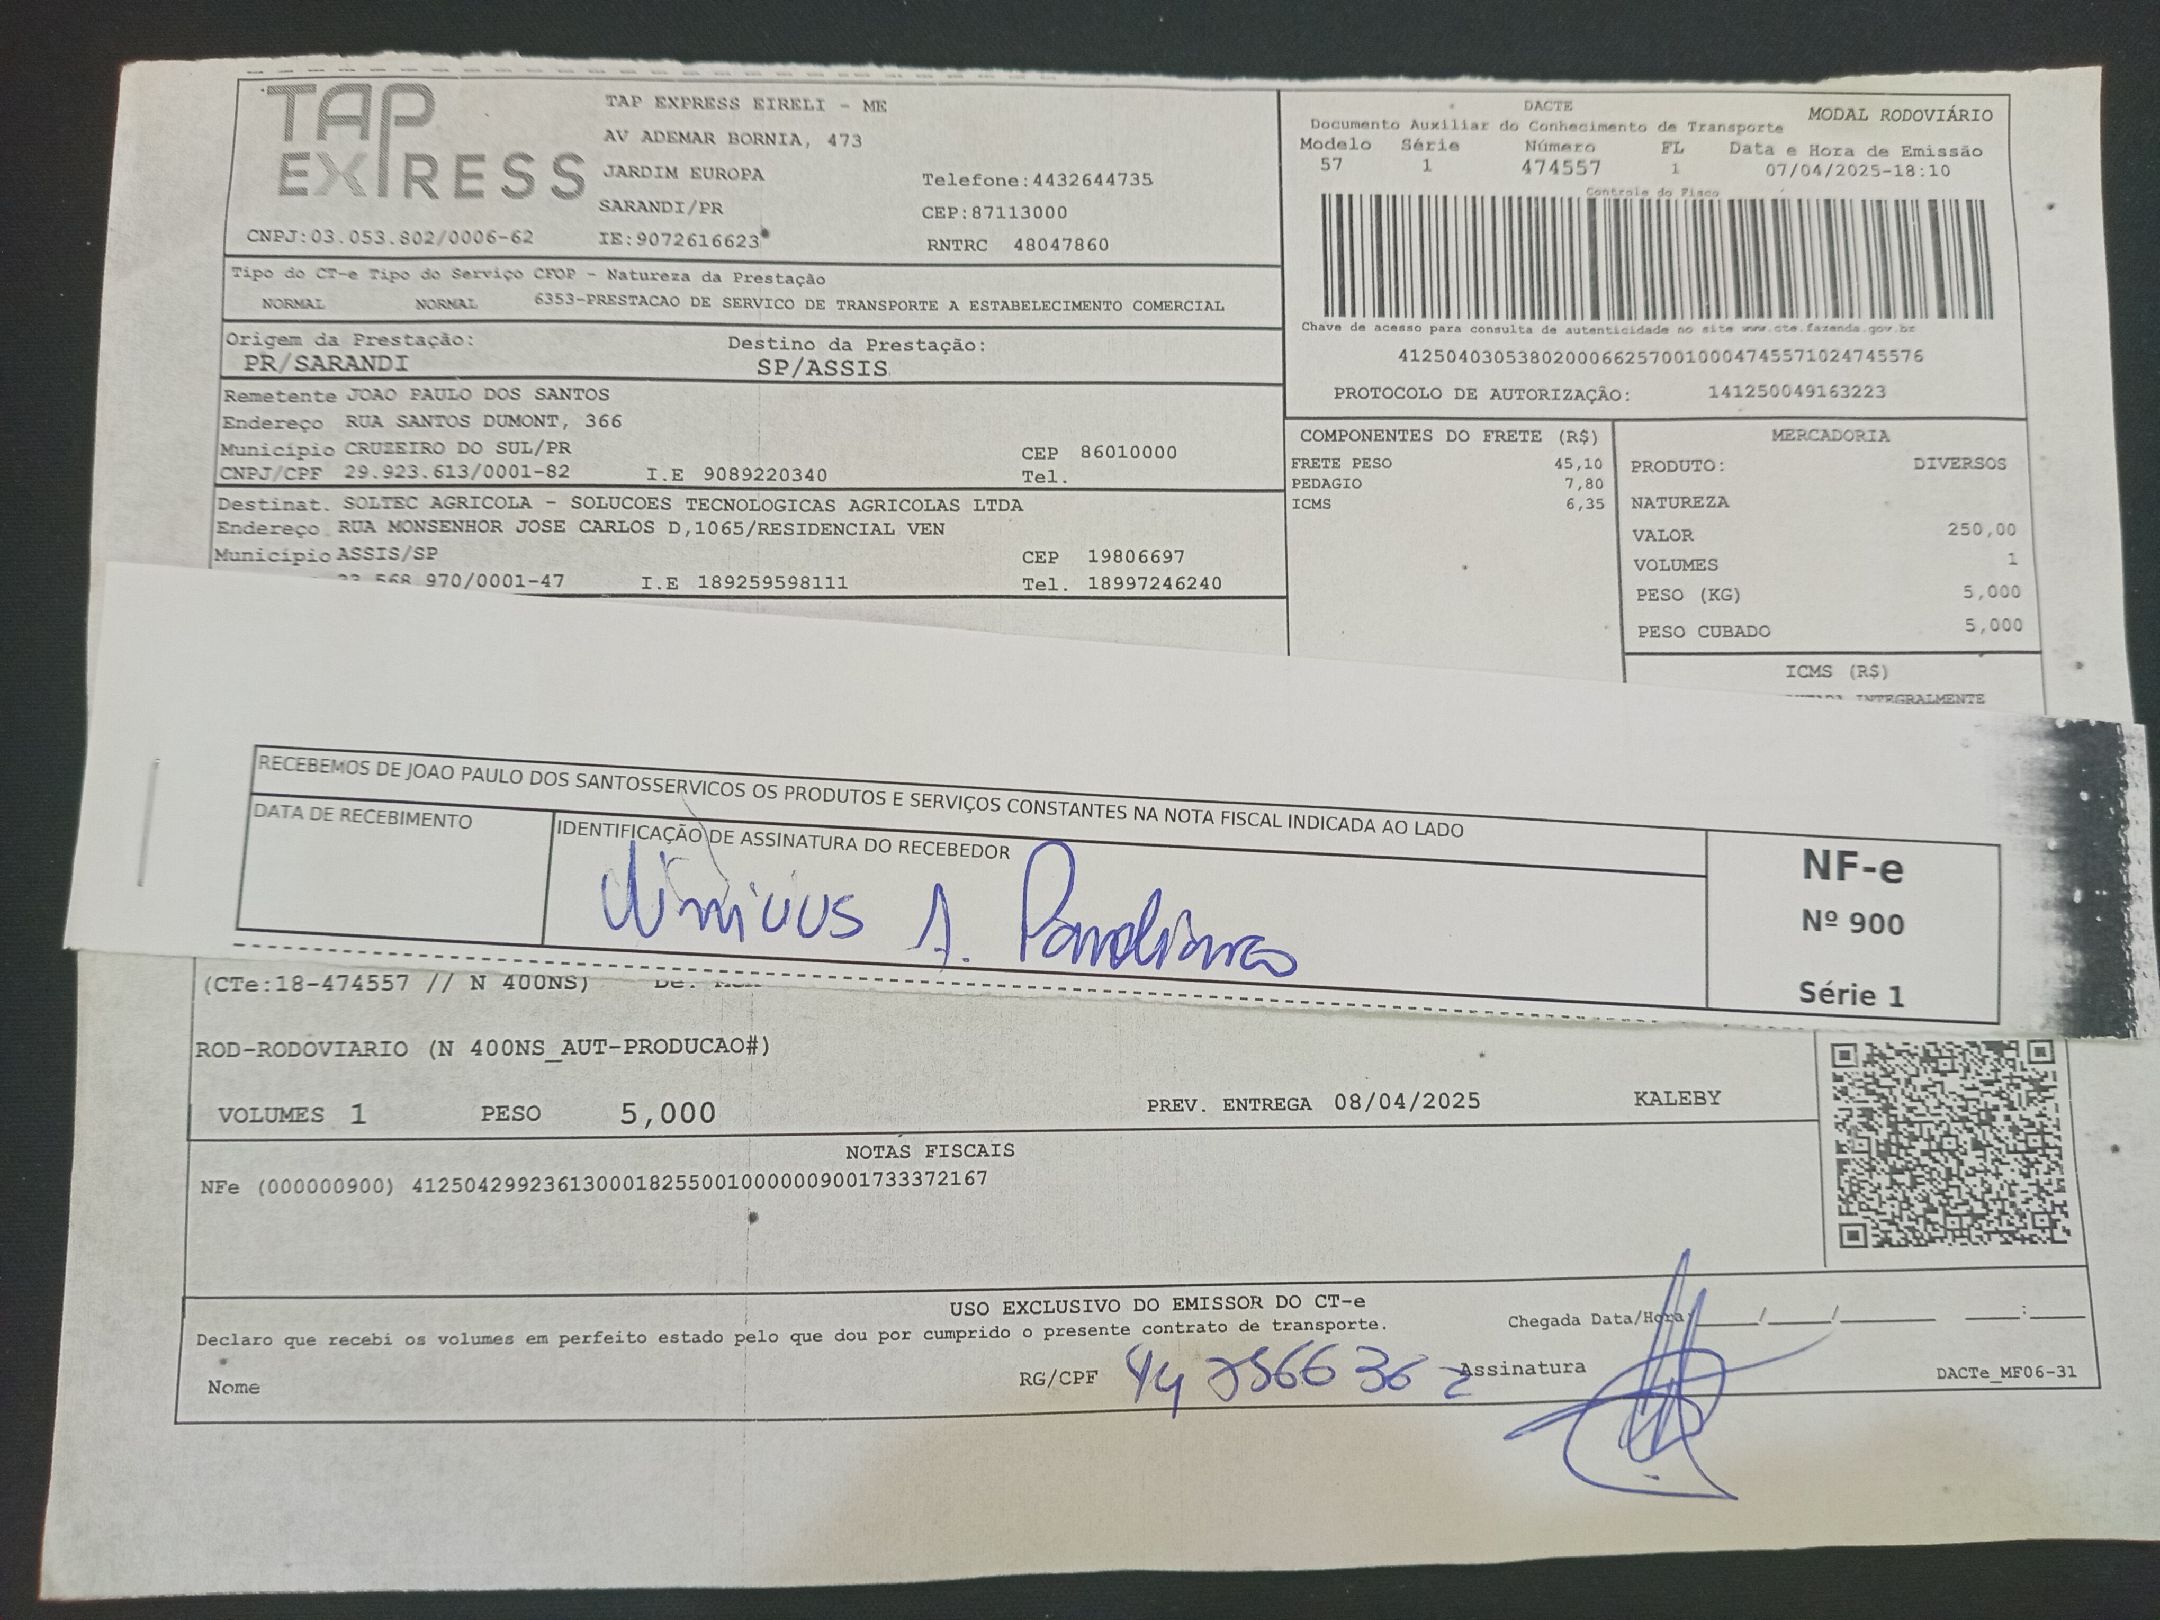 TAP EXPRESS
TAP EXPRESS EIRELI - ME
AV ADEMAR BORNIA, 473
JARDIM EUROPA
Telefone:4432644735
SARANDI/PR
CEP:87113000
CNPJ:03.053.802/0006-62
IE:9072616623
RNTRC 48047860
DACTE
MODAL RODOVIÁRIO
Documento Auxiliar do Conhecimento de Transporte
Modelo Série Número FL Data e Hora de Emissão
57 1 474557 1 07/04/2025-18:10
Controle do Fisco
Chave de acesso para consulta de autenticidade no site www.cte.fazenda.gov.br
41250403053802000662570010004745571024745576
PROTOCOLO DE AUTORIZAÇÃO: 141250049163223
Tipo do CT-e Tipo do Serviço CFOP - Natureza da Prestação
NORMAL NORMAL 6353-PRESTACAO DE SERVICO DE TRANSPORTE A ESTABELECIMENTO COMERCIAL
Origem da Prestação: Destino da Prestação:
PR/SARANDI SP/ASSIS
Remetente JOAO PAULO DOS SANTOS
Endereço RUA SANTOS DUMONT, 366
Município CRUZEIRO DO SUL/PR CEP 86010000
CNPJ/CPF 29.923.613/0001-82 I.E 9089220340 Tel.
Destinat. SOLTEC AGRICOLA - SOLUCOES TECNOLOGICAS AGRICOLAS LTDA
Endereço RUA MONSENHOR JOSE CARLOS D,1065/RESIDENCIAL VEN
Município ASSIS/SP CEP 19806697
568 970/0001-47 I.E 189259598111 Tel. 18997246240
COMPONENTES DO FRETE (R$)
FRETE PESO 45,10
PEDAGIO 7,80
ICMS 6,35
MERCADORIA
PRODUTO: DIVERSOS
NATUREZA
VALOR 250,00
VOLUMES 1
PESO (KG) 5,000
PESO CUBADO 5,000
ICMS (R$)
INTEGRALMENTE
RECEBEMOS DE JOAO PAULO DOS SANTOSSERVICOS OS PRODUTOS E SERVIÇOS CONSTANTES NA NOTA FISCAL INDICADA AO LADO
DATA DE RECEBIMENTO
IDENTIFICAÇÃO DE ASSINATURA DO RECEBEDOR
Vinicius A.
NF-e
Nº 900
Série 1
(CTe:18-474557 // N 400NS)
ROD-RODOVIARIO (N 400NS_AUT-PRODUCAO#)
VOLUMES 1 PESO 5,000 PREV. ENTREGA 08/04/2025 KALEBY
NOTAS FISCAIS
NFe (000000900) 41250429923613000182550010000009001733372167
USO EXCLUSIVO DO EMISSOR DO CT-e
Declaro que recebi os volumes em perfeito estado pelo que dou por cumprido o presente contrato de transporte.
Chegada Data/Hora ____/____/______ ____:____
Nome RG/CPF Assinatura DACTe_MF06-31